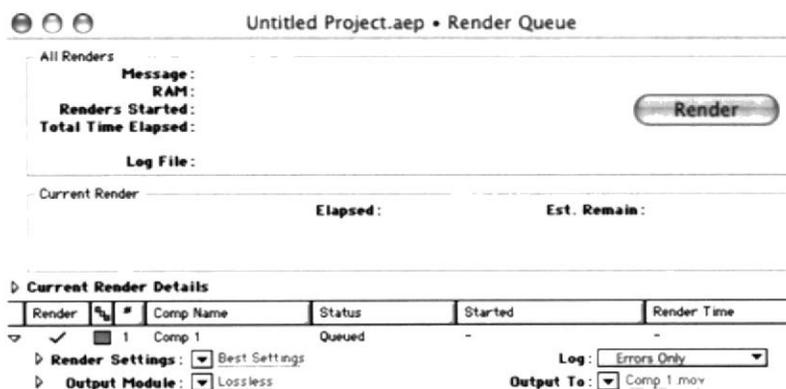 Untitled Project.aep • Render Queue
All Renders
Message:
RAM:
Renders Started:
Render
Total Time Elapsed:
Log File:
Current Render
Elapsed: Est. Remain:
Current Render Details
Render # Comp Name Status Started Render Time
1 Comp 1 Queued - -
Render Settings: Best Settings Log: Errors Only
Output Module: Lossless Output To: Comp 1.mov